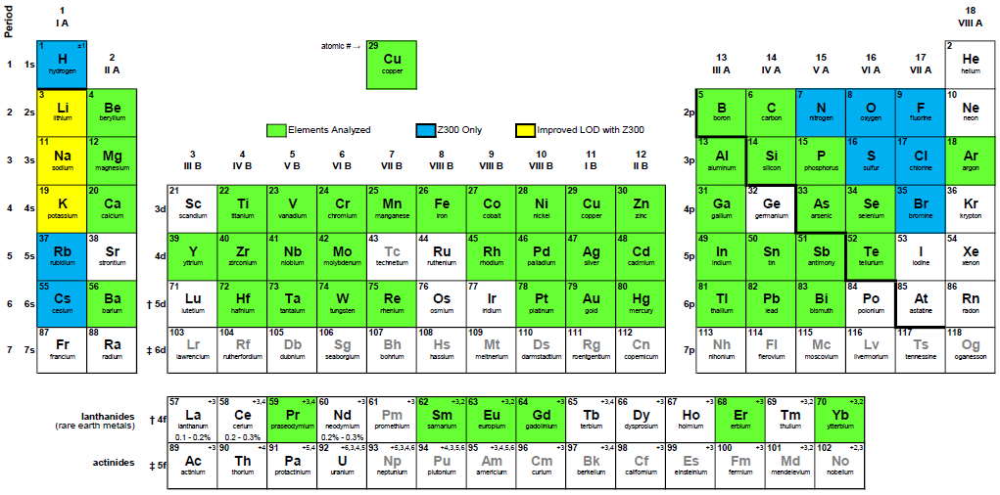 Period
1
I A
18
VIII A
1 ±1
H
hydrogen
2
II A
atomic # →
29
Cu
copper
13 14 15 16 17
III A IV A V A VI A VII A
2
He
helium
1 1s
3 4
Li Be
lithium beryllium
2 2s
Elements Analyzed
Z300 Only
Improved LOD with Z300
2p
5 6 7 8 9 10
B C N O F Ne
boron carbon nitrogen oxygen fluorine neon
11 12
Na Mg
sodium magnesium
3 3s
3 4 5 6 7 8 9 10 11 12
III B IV B V B VI B VII B VIII B VIII B VIII B I B II B
3p
13 14 15 16 17 18
Al Si P S Cl Ar
aluminum silicon phosphorus sulfur chlorine argon
4 4s
19 20
K Ca
potassium calcium
3d
21 22 23 24 25 26 27 28 29 30
Sc Ti V Cr Mn Fe Co Ni Cu Zn
scandium titanium vanadium chromium manganese iron cobalt nickel copper zinc
4p
31 32 33 34 35 36
Ga Ge As Se Br Kr
gallium germanium arsenic selenium bromine krypton
5 5s
37 38
Rb Sr
rubidium strontium
4d
39 40 41 42 43 44 45 46 47 48
Y Zr Nb Mo Tc Ru Rh Pd Ag Cd
yttrium zirconium niobium molybdenum technetium ruthenium rhodium palladium silver cadmium
5p
49 50 51 52 53 54
In Sn Sb Te I Xe
indium tin antimony tellurium iodine xenon
6 6s
55 56
Cs Ba
cesium barium
† 5d
71 72 73 74 75 76 77 78 79 80
Lu Hf Ta W Re Os Ir Pt Au Hg
lutetium hafnium tantalum tungsten rhenium osmium iridium platinum gold mercury
6p
81 82 83 84 85 86
Tl Pb Bi Po At Rn
thallium lead bismuth polonium astatine radon
7 7s
87 88
Fr Ra
francium radium
‡ 6d
103 104 105 106 107 108 109 110 111 112
Lr Rf Db Sg Bh Hs Mt Ds Rg Cn
lawrencium rutherfordium dubnium seaborgium bohrium hassium meitnerium darmstadtium roentgentium copernicum
7p
113 114 115 116 117 118
Nh Fl Mc Lv Ts Og
nihonium flerovium moscovium livermorium tennessine oganesson
lanthanides
(rare earth metals)
† 4f
57 +3 58 +3,4 59 +3,4 60 +3 61 +3 62 +3,2 63 +3,2 64 +3 65 +3,4 66 +3 67 +3 68 +3 69 +3,2 70 +3,2
La Ce Pr Nd Pm Sm Eu Gd Tb Dy Ho Er Tm Yb
lanthanum cerium praseodymium neodymium promethium samarium europium gadolinium terbium dysprosium holmium erbium thulium ytterbium
0.1 - 0.2% 0.2 - 0.3% 0.2% - 0.3%
actinides
‡ 5f
89 +3 90 +4 91 +5,4 92 +6,3,4,5 93 +5,3,4,6 94 +4,3,5,6 95 +3,4,5,6 96 +3 97 +3,4 98 +3 99 +3 100 +3 101 +3,2 102 +2,3
Ac Th Pa U Np Pu Am Cm Bk Cf Es Fm Md No
actinium thorium protactinium uranium neptunium plutonium americium curium berkelium californium einsteinium fermium mendelevium nobelium